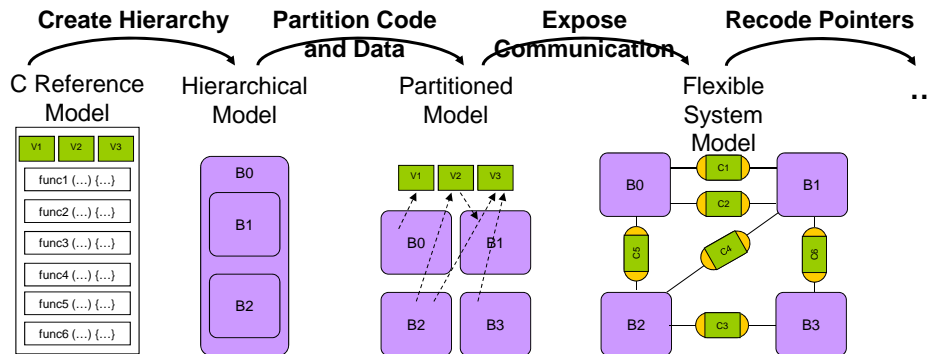 Create Hierarchy
Partition Code
and Data
Expose
Communication
Recode Pointers
C Reference
Model
Hierarchical
Model
Partitioned
Model
Flexible
System
Model
..
V1 V2 V3
func1 (…) {…}
func2 (…) {…}
func3 (…) {…}
func4 (…) {…}
func5 (…) {…}
func6 (…) {…}
B0
B1
B2
V1 V2 V3
B0 B1
B2 B3
B0 C1 B1
C2
C5 C4 C6
B2 C3 B3